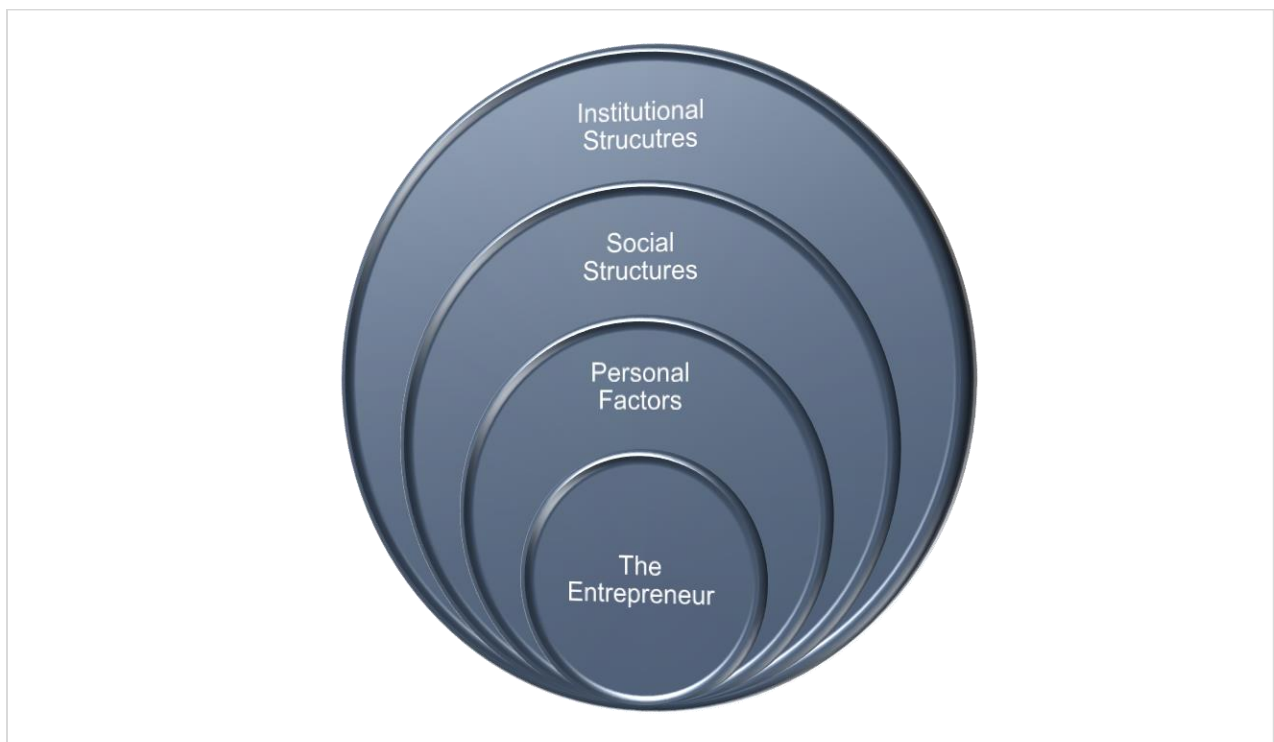 Institutional
Strucutres
Social
Structures
Personal
Factors
The
Entrepreneur